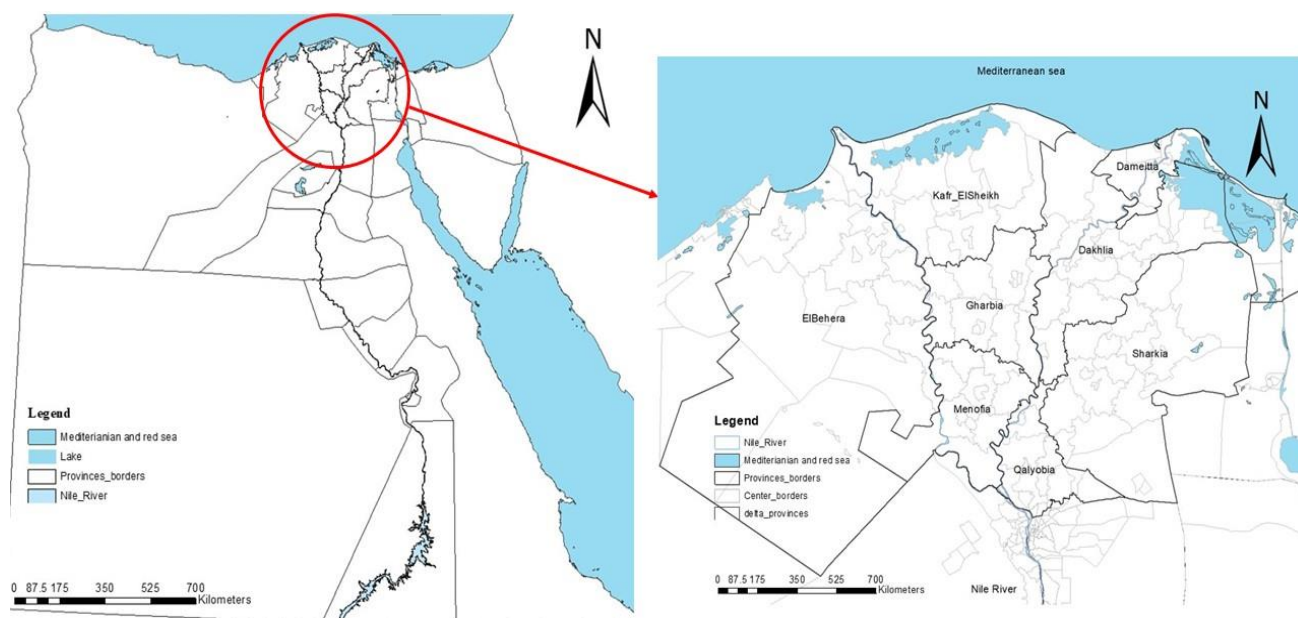 N
Legend
Mediterianian and red sea
Lake
Provinces_borders
Nile_River
0 87.5 175 350 525 700
Kilometers
Mediterranean sea
N
Dameitta
Kafr_ElSheikh
Dakhlia
Gharbia
ElBehera
Sharkia
Menofia
Qalyobia
Legend
Nile_River
Mediterianian and red sea
Provinces_borders
Center_borders
delta_provinces
0 87.5 175 350 525 700
Kilometers
Nile River